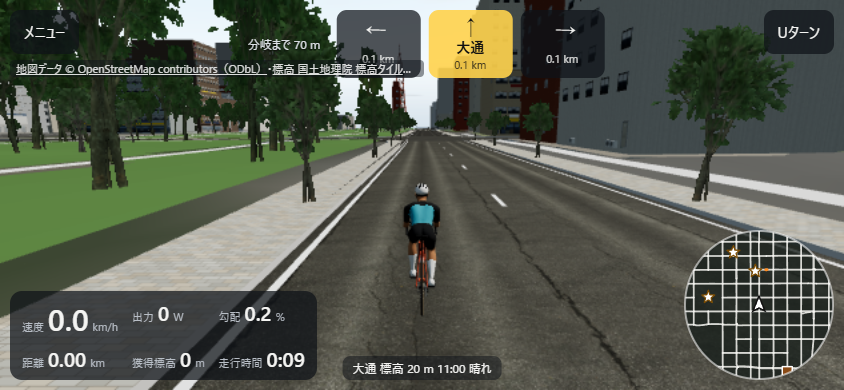 メニュー
分岐まで 70 m
←
0.1 km
↑
大通
0.1 km
→
0.1 km
Uターン
地図データ © OpenStreetMap contributors（ODbL）·標高 国土地理院 標高タイル...
速度 0.0 km/h
出力 0 W
勾配 0.2 %
距離 0.00 km
獲得標高 0 m
走行時間 0:09
大通 標高 20 m 11:00 晴れ